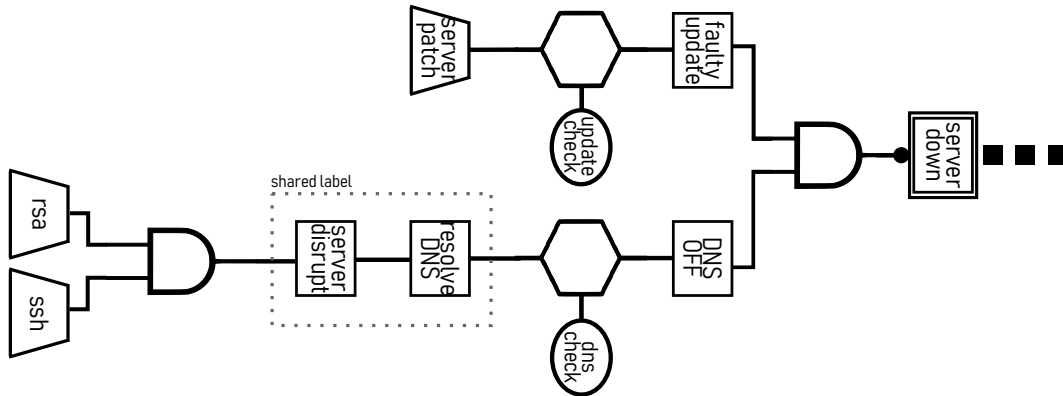 server
patch
faulty
update
update
check
server
down
shared label
rsa
ssh
server
disrupt
resolve
DNS
DNS
OFF
dns
check